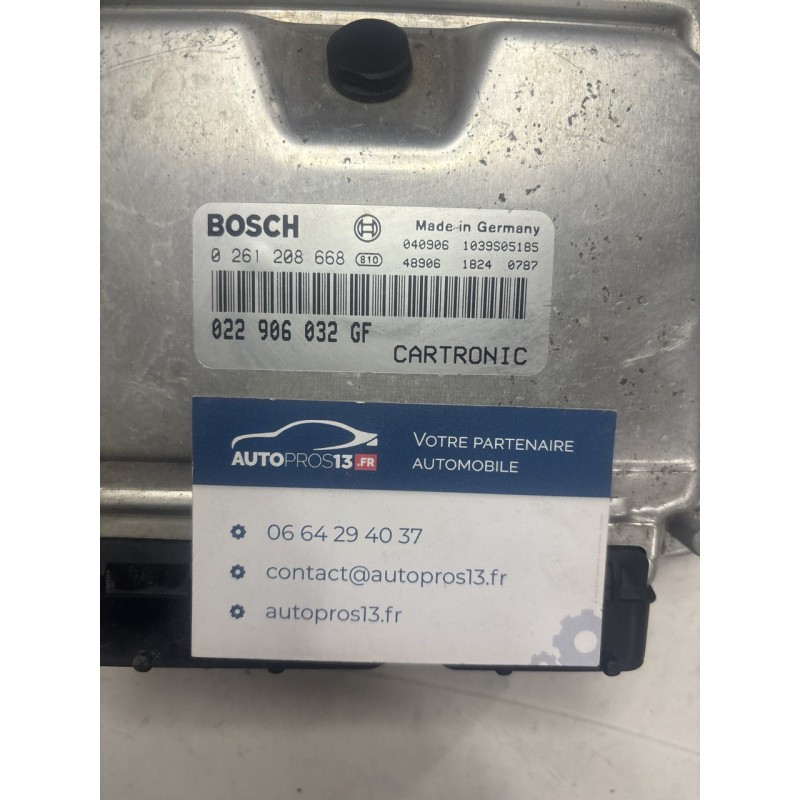 BOSCH Made in Germany
040906 1039S05185
0 261 208 668 810 48906 1824 0787
022 906 032 GF
CARTRONIC
AUTOPROS13.FR
VOTRE PARTENAIRE
AUTOMOBILE
06 64 29 40 37
contact@autopros13.fr
autopros13.fr